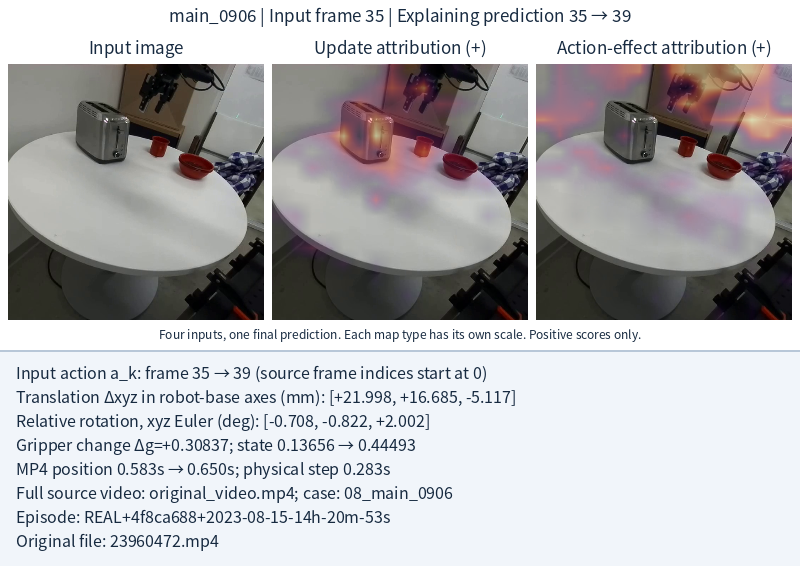 main_0906 | Input frame 35 | Explaining prediction 35 → 39
Input image
Update attribution (+)
Action-effect attribution (+)
Four inputs, one final prediction. Each map type has its own scale. Positive scores only.
Input action a_k: frame 35 → 39 (source frame indices start at 0)
Translation Δxyz in robot-base axes (mm): [+21.998, +16.685, -5.117]
Relative rotation, xyz Euler (deg): [-0.708, -0.822, +2.002]
Gripper change Δg=+0.30837; state 0.13656 → 0.44493
MP4 position 0.583s → 0.650s; physical step 0.283s
Full source video: original_video.mp4; case: 08_main_0906
Episode: REAL+4f8ca688+2023-08-15-14h-20m-53s
Original file: 23960472.mp4